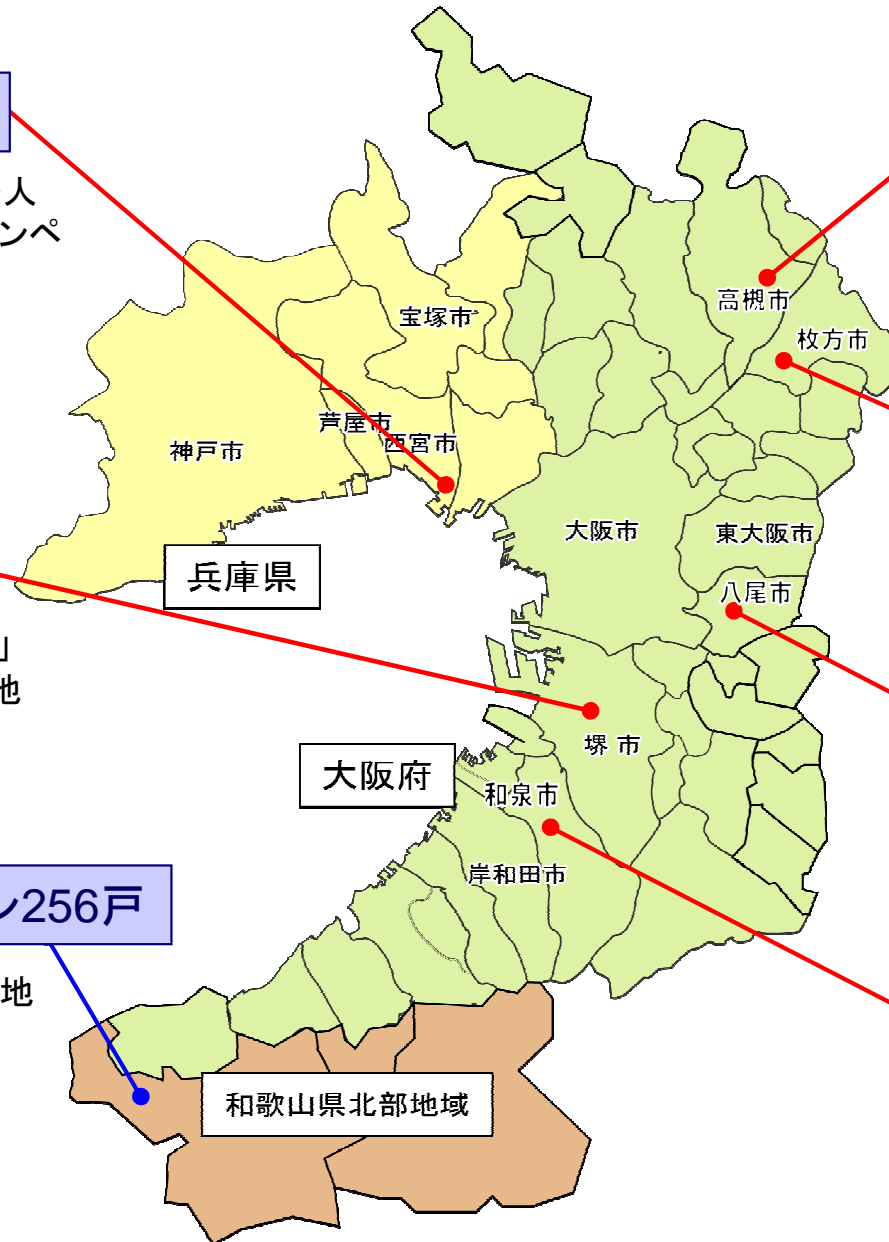 人
ンペ
高槻市
枚方市
宝塚市
芦屋市
西宮市
神戸市
大阪市
東大阪市
兵庫県
八尾市
」
地
堺 市
大阪府
和泉市
岸和田市
ン256戸
地
和歌山県北部地域